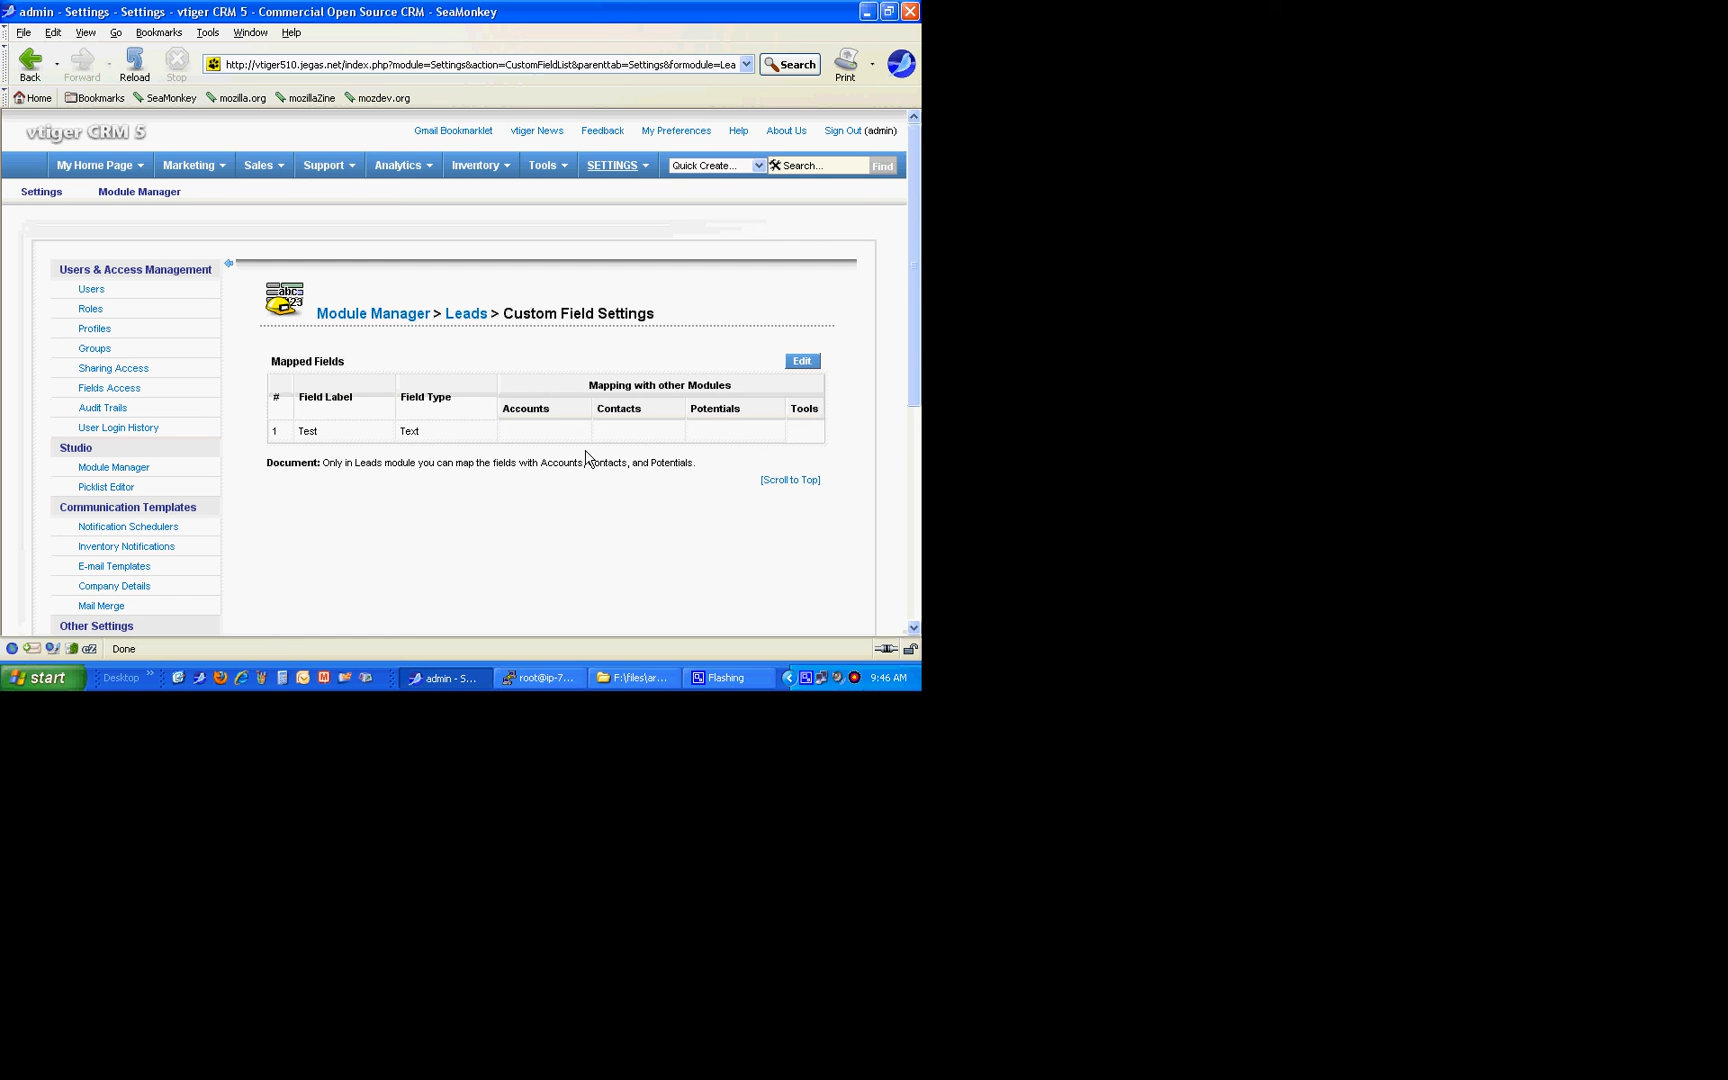 admin - Settings - Settings - vtiger CRM 5 - Commercial Open Source CRM - SeaMonkey
File Edit View Go Bookmarks Tools Window Help
http://vtiger510.jegas.net/index.php?module=Settings&action=CustomFieldList&parenttab=Settings&formodule=Lea Search
Back Forward Reload Stop Print
Home Bookmarks SeaMonkey mozilla.org mozillaZine mozdev.org
vtiger CRM 5 Gmail Bookmarklet vtiger News Feedback My Preferences Help About Us Sign Out (admin)
My Home Page Marketing Sales Support Analytics Inventory Tools SETTINGS Quick Create... Search... Find
Settings Module Manager
Users & Access Management
Users
Roles
Profiles
Groups
Sharing Access
Fields Access
Audit Trails
User Login History
Studio
Module Manager
Picklist Editor
Communication Templates
Notification Schedulers
Inventory Notifications
E-mail Templates
Company Details
Mail Merge
Other Settings
abc
23
Module Manager > Leads > Custom Field Settings
Mapped Fields Edit
# Field Label Field Type Mapping with other Modules
Accounts Contacts Potentials Tools
1 Test Text
Document: Only in Leads module you can map the fields with Accounts, Contacts, and Potentials.
[Scroll to Top]
Done
start Desktop admin - S... root@ip-7... F:\files\ar... Flashing 9:46 AM